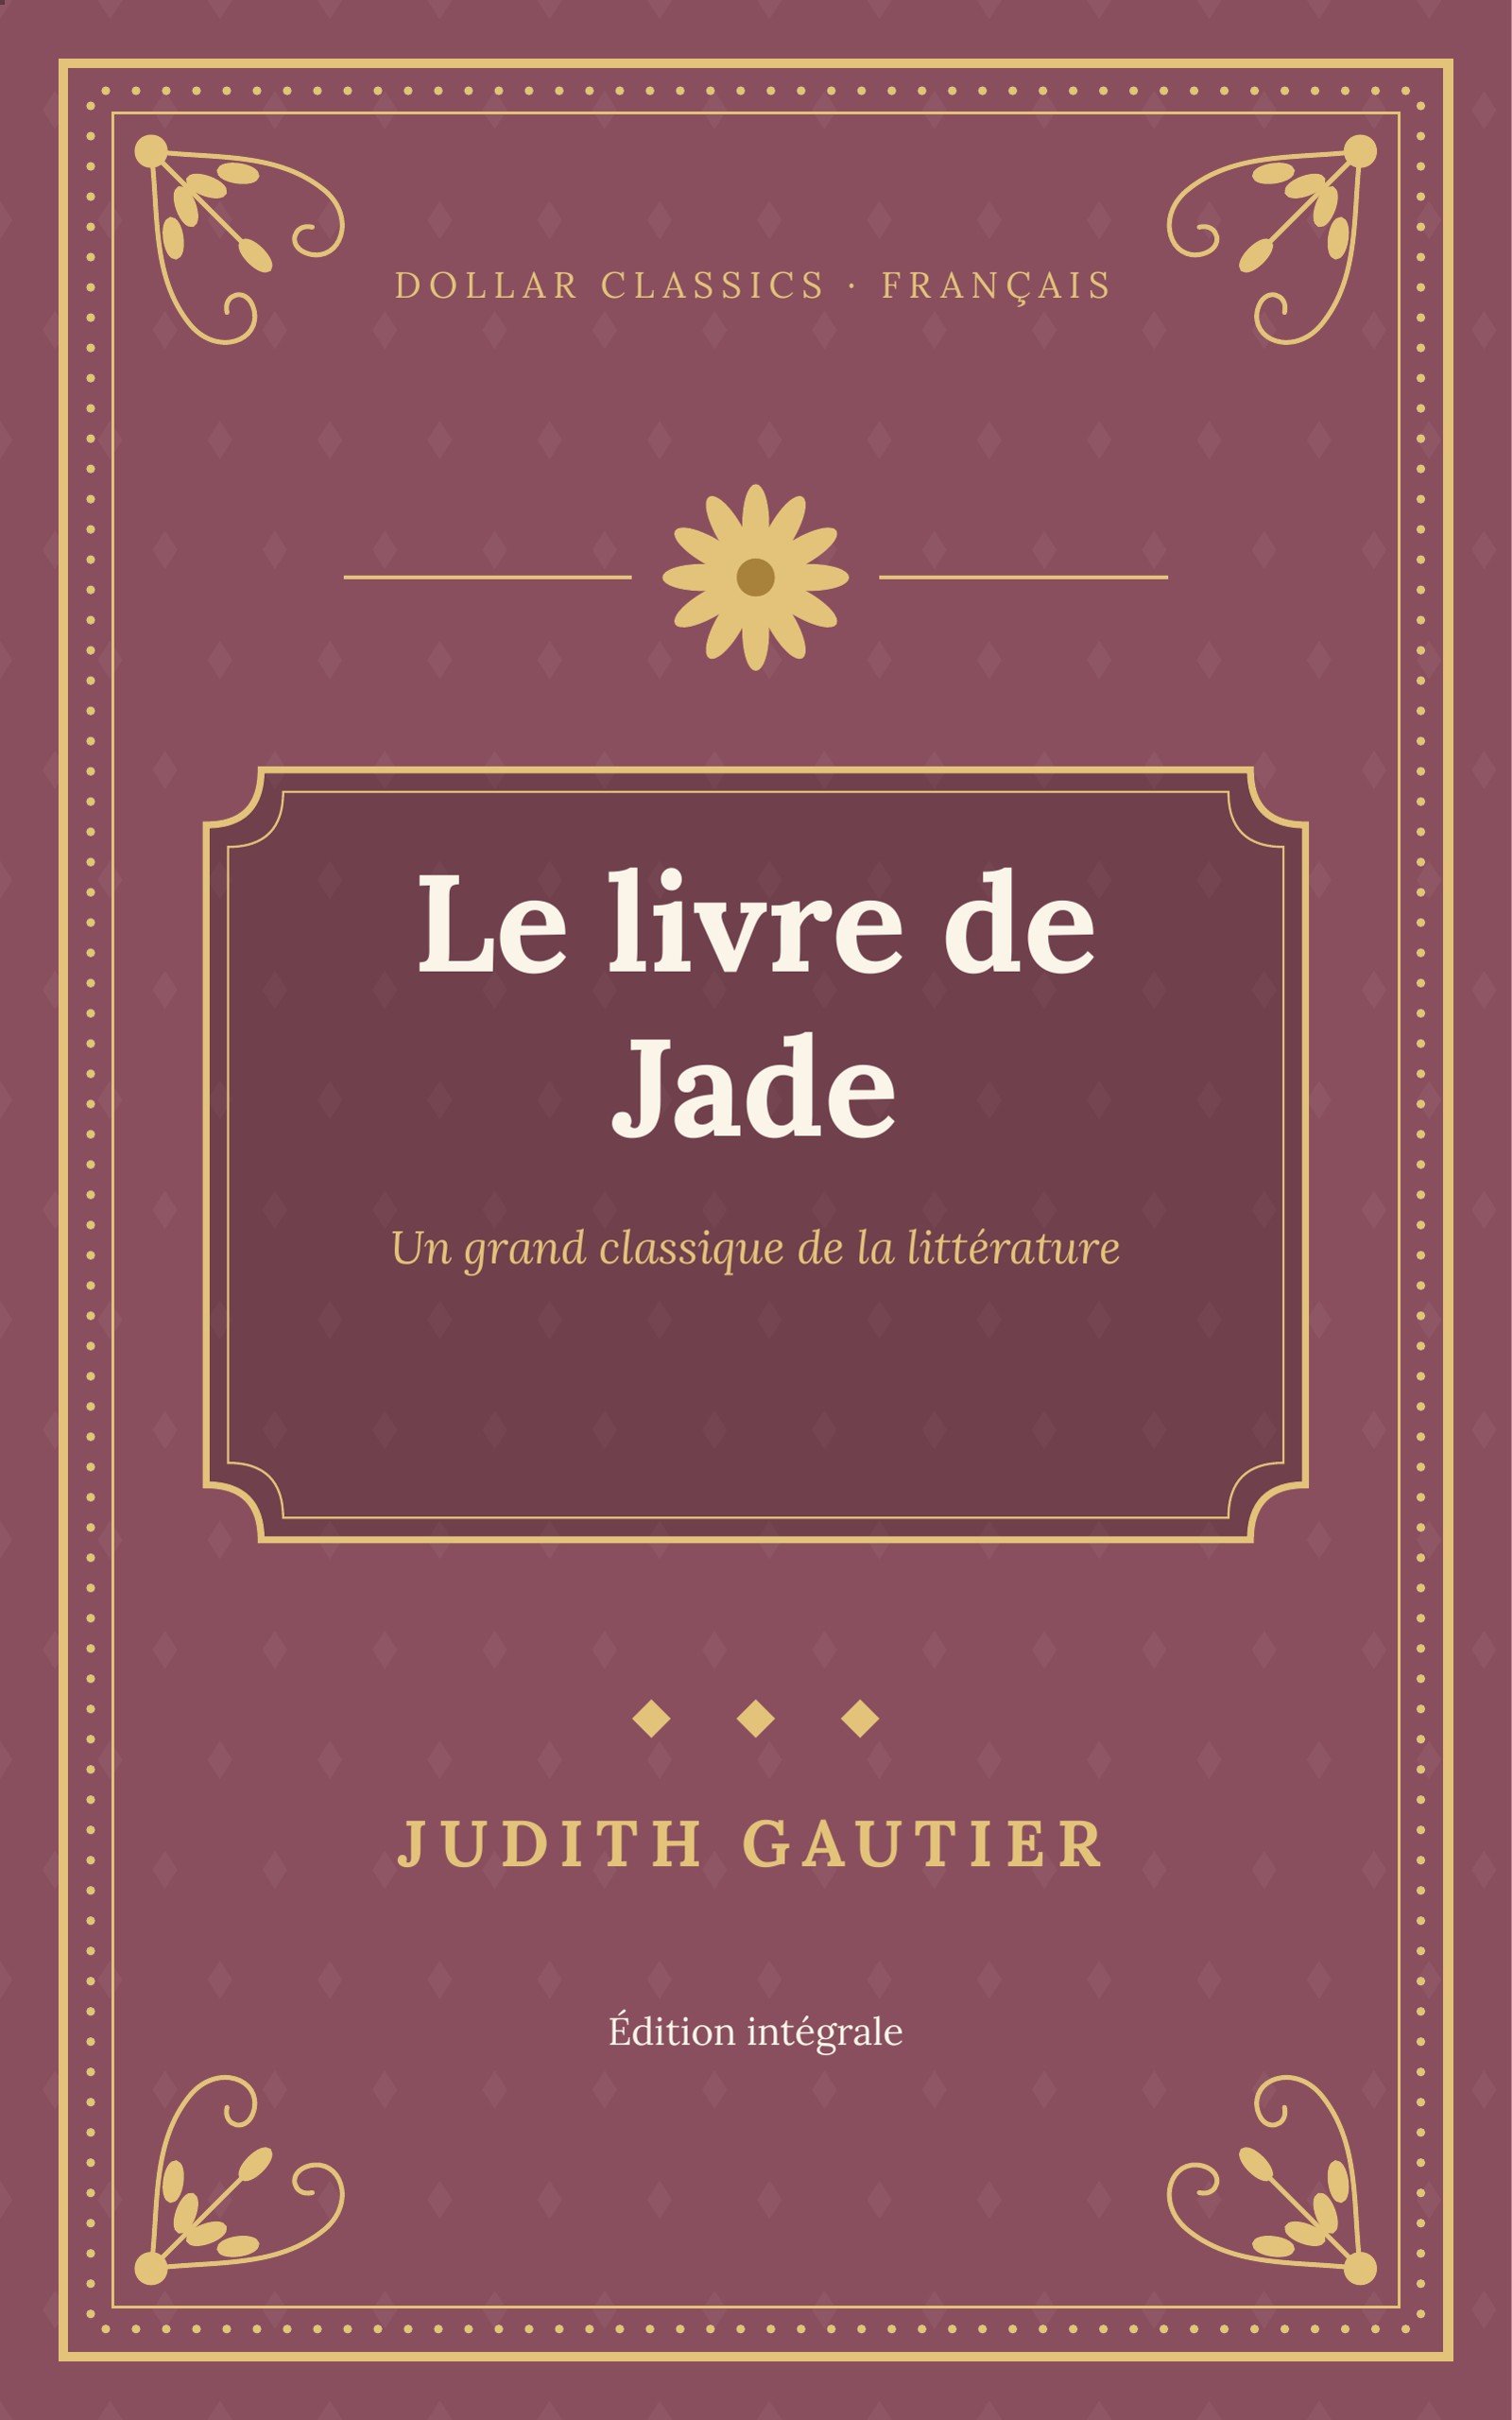 DOLLAR CLASSICS · FRANÇAIS
Le livre de
Jade
Un grand classique de la littérature
JUDITH GAUTIER
Édition intégrale